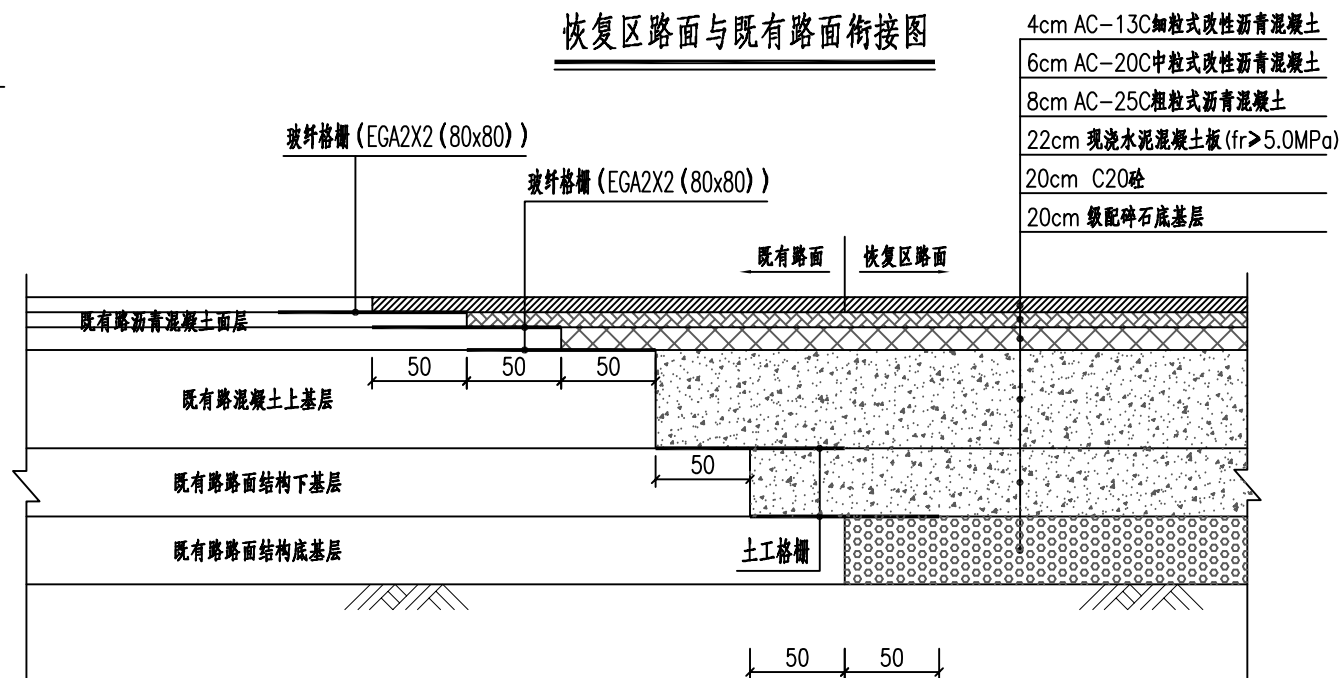 恢复区路面与既有路面衔接图
4cm AC-13C细粒式改性沥青混凝土
6cm AC-20C中粒式改性沥青混凝土
8cm AC-25C粗粒式沥青混凝土
22cm 现浇水泥混凝土板(fr≥5.0MPa)
20cm C20砼
20cm 级配碎石底基层
玻纤格栅(EGA2X2(80x80))
玻纤格栅(EGA2X2(80x80))
既有路面 恢复区路面
既有路沥青混凝土面层
50 50 50
既有路混凝土上基层
50
既有路路面结构下基层
既有路路面结构底基层
土工格栅
50 50